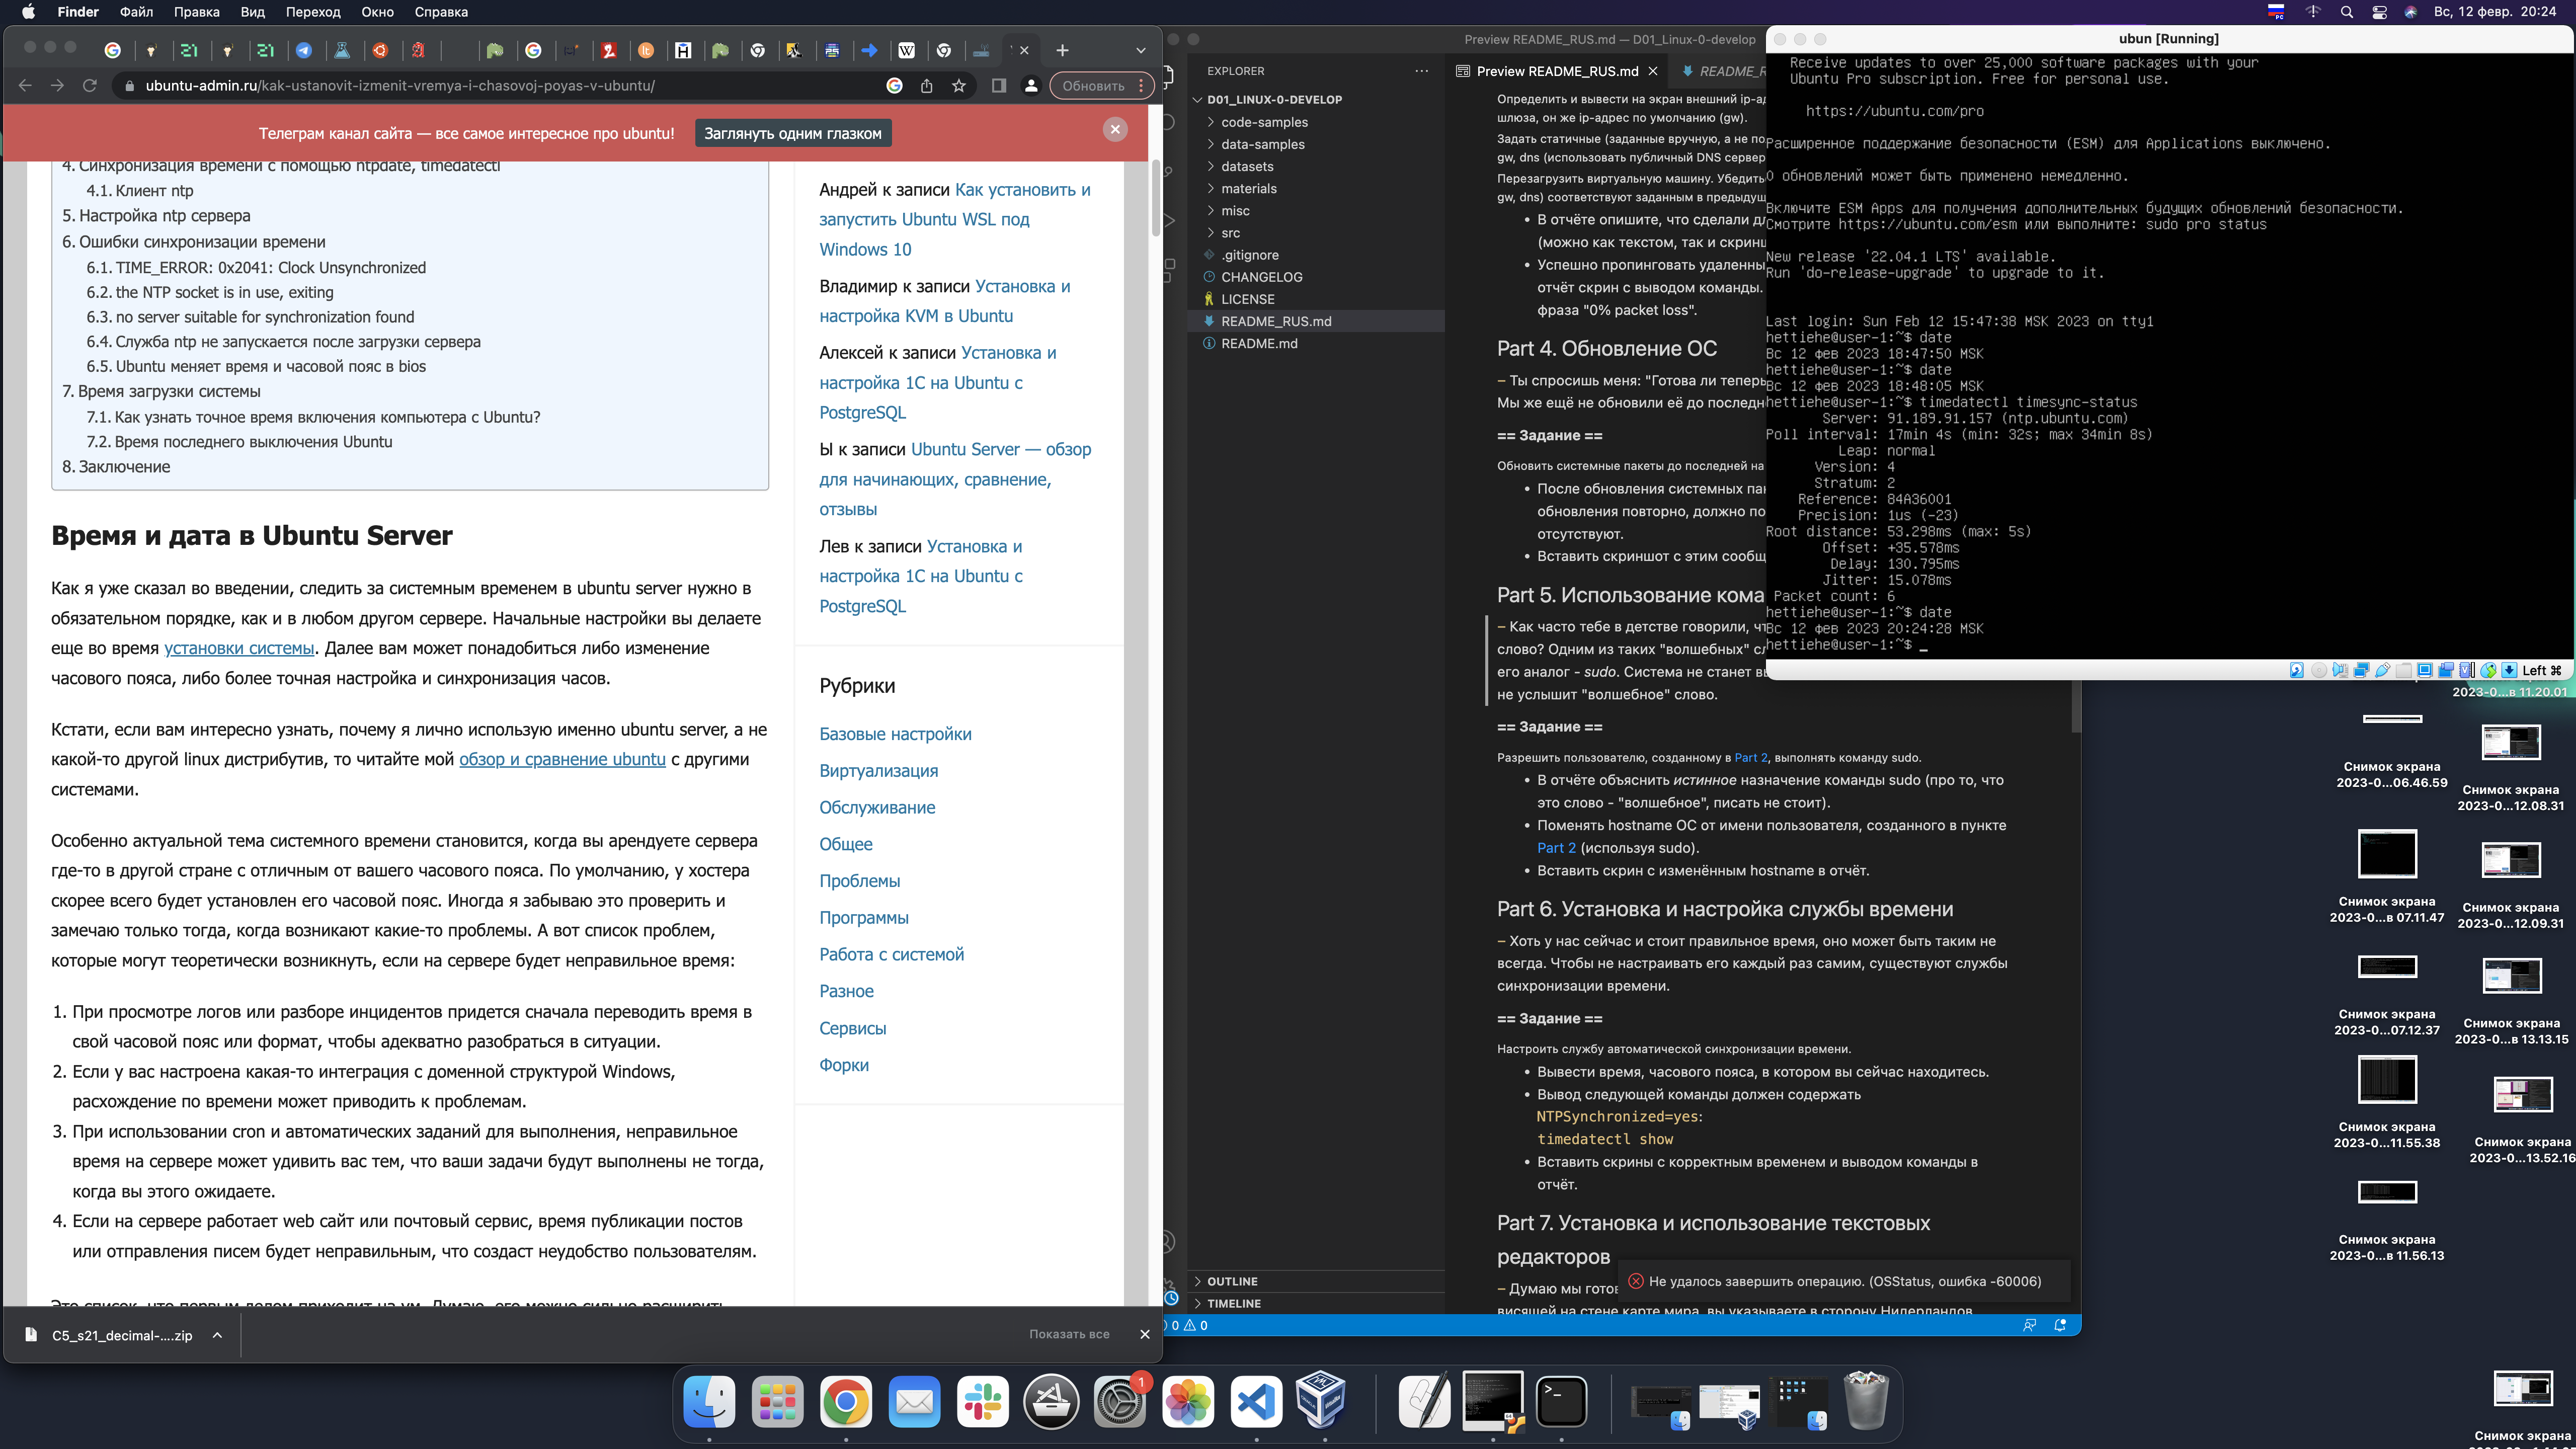 Finder Файл Правка Вид Переход Окно Справка
Вс, 12 февр. 20:24
ubuntu-admin.ru/kak-ustanovit-izmenit-vremya-i-chasovoj-poyas-v-ubuntu/
Обновить
Телеграм канал сайта — все самое интересное про ubuntu!
Заглянуть одним глазком
4. Синхронизация времени с помощью ntpdate, timedatectl
4.1. Клиент ntp
5. Настройка ntp сервера
6. Ошибки синхронизации времени
6.1. TIME_ERROR: 0x2041: Clock Unsynchronized
6.2. the NTP socket is in use, exiting
6.3. no server suitable for synchronization found
6.4. Служба ntp не запускается после загрузки сервера
6.5. Ubuntu меняет время и часовой пояс в bios
7. Время загрузки системы
7.1. Как узнать точное время включения компьютера с Ubuntu?
7.2. Время последнего выключения Ubuntu
8. Заключение
Время и дата в Ubuntu Server
Как я уже сказал во введении, следить за системным временем в ubuntu server нужно в
обязательном порядке, как и в любом другом сервере. Начальные настройки вы делаете
еще во время установки системы. Далее вам может понадобиться либо изменение
часового пояса, либо более точная настройка и синхронизация часов.
Кстати, если вам интересно узнать, почему я лично использую именно ubuntu server, а не
какой-то другой linux дистрибутив, то читайте мой обзор и сравнение ubuntu с другими
системами.
Особенно актуальной тема системного времени становится, когда вы арендуете сервера
где-то в другой стране с отличным от вашего часового пояса. По умолчанию, у хостера
скорее всего будет установлен его часовой пояс. Иногда я забываю это проверить и
замечаю только тогда, когда возникают какие-то проблемы. А вот список проблем,
которые могут теоретически возникнуть, если на сервере будет неправильное время:
1. При просмотре логов или разборе инцидентов придется сначала переводить время в
свой часовой пояс или формат, чтобы адекватно разобраться в ситуации.
2. Если у вас настроена какая-то интеграция с доменной структурой Windows,
расхождение по времени может приводить к проблемам.
3. При использовании cron и автоматических заданий для выполнения, неправильное
время на сервере может удивить вас тем, что ваши задачи будут выполнены не тогда,
когда вы этого ожидаете.
4. Если на сервере работает web сайт или почтовый сервис, время публикации постов
или отправления писем будет неправильным, что создаст неудобство пользователям.
Андрей к записи Как установить и
запустить Ubuntu WSL под
Windows 10
Владимир к записи Установка и
настройка KVM в Ubuntu
Алексей к записи Установка и
настройка 1С на Ubuntu с
PostgreSQL
Ы к записи Ubuntu Server — обзор
для начинающих, сравнение,
отзывы
Лев к записи Установка и
настройка 1С на Ubuntu с
PostgreSQL
Рубрики
Базовые настройки
Виртуализация
Обслуживание
Общее
Проблемы
Программы
Работа с системой
Разное
Сервисы
Форки
C5_s21_decimal-....zip
Показать все
Preview README_RUS.md — D01_Linux-0-develop
EXPLORER
D01_LINUX-0-DEVELOP
code-samples
data-samples
datasets
materials
misc
src
.gitignore
CHANGELOG
LICENSE
README_RUS.md
README.md
OUTLINE
TIMELINE
0 0
Preview README_RUS.md
README_R
Определить и вывести на экран внешний ip-ад
шлюза, он же ip-адрес по умолчанию (gw).
Задать статичные (заданные вручную, а не по
gw, dns (использовать публичный DNS сервер
Перезагрузить виртуальную машину. Убедить
gw, dns) соответствуют заданным в предыдущ
• В отчёте опишите, что сделали дл
(можно как текстом, так и скринш
• Успешно пропинговать удаленны
отчёт скрин с выводом команды.
фраза "0% packet loss".
Part 4. Обновление ОС
– Ты спросишь меня: "Готова ли теперь
Мы же ещё не обновили её до последн
== Задание ==
Обновить системные пакеты до последней на
• После обновления системных пак
обновления повторно, должно по
отсутствуют.
• Вставить скриншот с этим сообщ
Part 5. Использование кома
– Как часто тебе в детстве говорили, чт
слово? Одним из таких "волшебных" сл
его аналог - sudo. Система не станет вы
не услышит "волшебное" слово.
== Задание ==
Разрешить пользователю, созданному в Part 2, выполнять команду sudo.
• В отчёте объяснить истинное назначение команды sudo (про то, что
это слово - "волшебное", писать не стоит).
• Поменять hostname ОС от имени пользователя, созданного в пункте
Part 2 (используя sudo).
• Вставить скрин с изменённым hostname в отчёт.
Part 6. Установка и настройка службы времени
– Хоть у нас сейчас и стоит правильное время, оно может быть таким не
всегда. Чтобы не настраивать его каждый раз самим, существуют службы
синхронизации времени.
== Задание ==
Настроить службу автоматической синхронизации времени.
• Вывести время, часового пояса, в котором вы сейчас находитесь.
• Вывод следующей команды должен содержать
NTPSynchronized=yes:
timedatectl show
• Вставить скрины с корректным временем и выводом команды в
отчёт.
Part 7. Установка и использование текстовых
редакторов
– Думаю мы готов
висящей на стене карте мира, вы указываете в сторону Нидерландов
Не удалось завершить операцию. (OSStatus, ошибка -60006)
ubun [Running]
Receive updates to over 25,000 software packages with your
Ubuntu Pro subscription. Free for personal use.
https://ubuntu.com/pro
Расширенное поддержание безопасности (ESM) для Applications выключено.
0 обновлений может быть применено немедленно.
Включите ESM Apps для получения дополнительных будущих обновлений безопасности.
Смотрите https://ubuntu.com/esm или выполните: sudo pro status
New release '22.04.1 LTS' available.
Run 'do-release-upgrade' to upgrade to it.
Last login: Sun Feb 12 15:47:38 MSK 2023 on tty1
hettiehe@user-1:~$ date
Вс 12 фев 2023 18:47:50 MSK
hettiehe@user-1:~$ date
Вс 12 фев 2023 18:48:05 MSK
hettiehe@user-1:~$ timedatectl timesync-status
Server: 91.189.91.157 (ntp.ubuntu.com)
Poll interval: 17min 4s (min: 32s; max 34min 8s)
Leap: normal
Version: 4
Stratum: 2
Reference: 84A36001
Precision: 1us (-23)
Root distance: 53.298ms (max: 5s)
Offset: +35.578ms
Delay: 130.795ms
Jitter: 15.078ms
Packet count: 6
hettiehe@user-1:~$ date
Вс 12 фев 2023 20:24:28 MSK
hettiehe@user-1:~$ _
Left ⌘
2023-0...в 11.20.01
Снимок экрана
2023-0...06.46.59
Снимок экрана
2023-0...12.08.31
Снимок экрана
2023-0...в 07.11.47
Снимок экрана
2023-0...12.09.31
Снимок экрана
2023-0...07.12.37
Снимок экрана
2023-0...в 13.13.15
Снимок экрана
2023-0...11.55.38
Снимок экрана
2023-0...13.52.16
Снимок экрана
2023-0...в 11.56.13
Снимок экрана
1